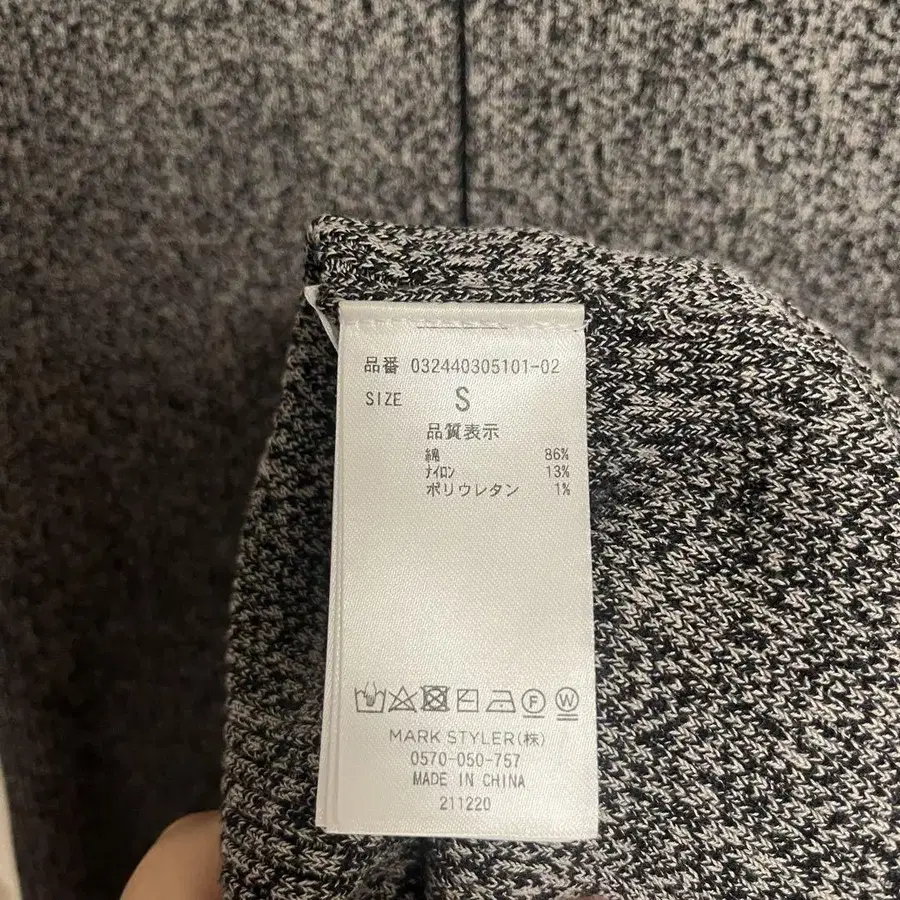 品番 032440305101-02
SIZE S
品質表示
綿 86%
ナイロン 13%
ポリウレタン 1%
F W
MARK STYLER(株)
0570-050-757
MADE IN CHINA
211220